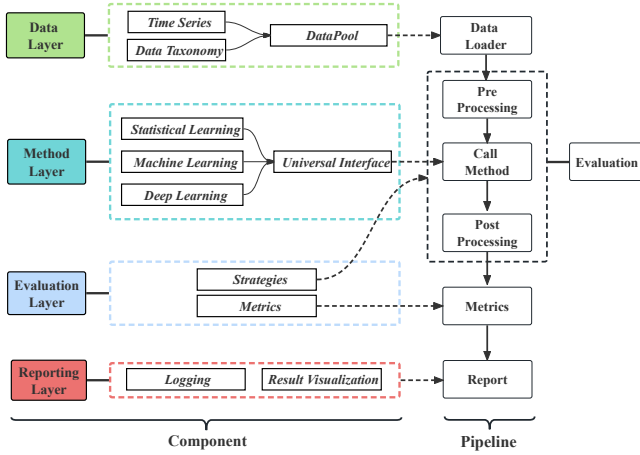 Data
Layer
Time Series
Data Taxonomy
DataPool
Data
Loader
Pre
Processing
Method
Layer
Statistical Learning
Machine Learning
Deep Learning
Universal Interface
Call
Method
Evaluation
Post
Processing
Evaluation
Layer
Strategies
Metrics
Metrics
Reporting
Layer
Logging
Result Visualization
Report
Component
Pipeline